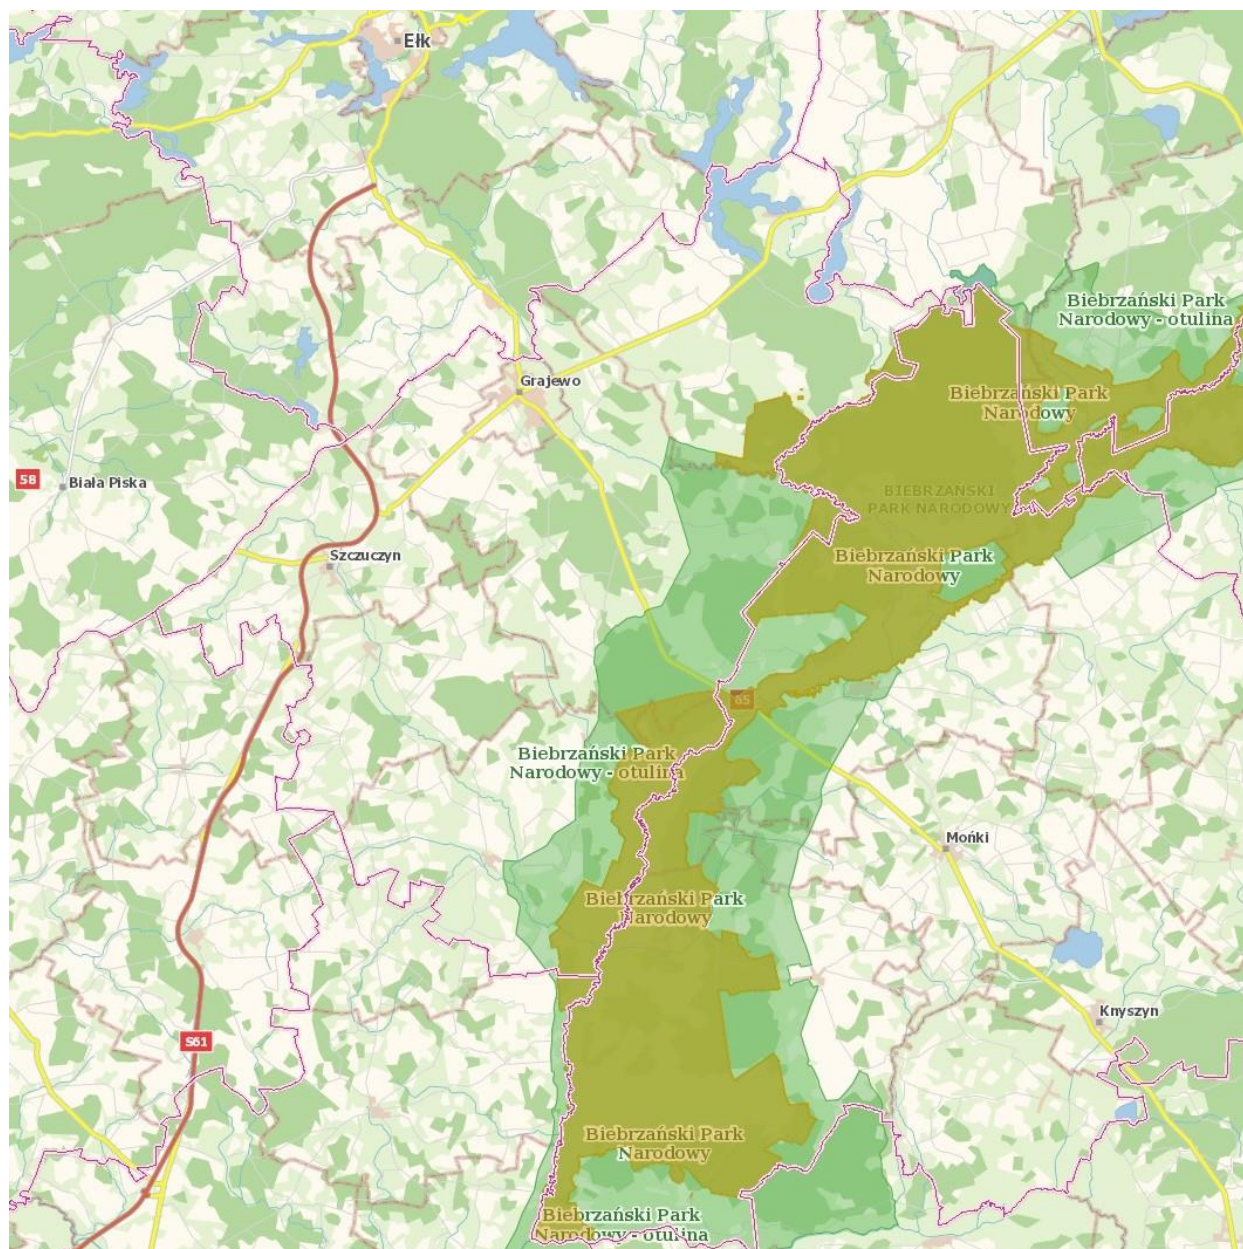 Ełk
Biebrzański Park
Narodowy - otulina
Grajewo
Biebrzański Park
Narodowy
58
Biała Piska
BIEBRZAŃSKI
PARK NARODOWY
Szczuczyn
Biebrzański Park
Narodowy
65
Biebrzański Park
Narodowy - otulina
Mońki
Biebrzański Park
Narodowy
Knyszyn
S61
Biebrzański Park
Narodowy
Biebrzański Park
Narodowy - otulina